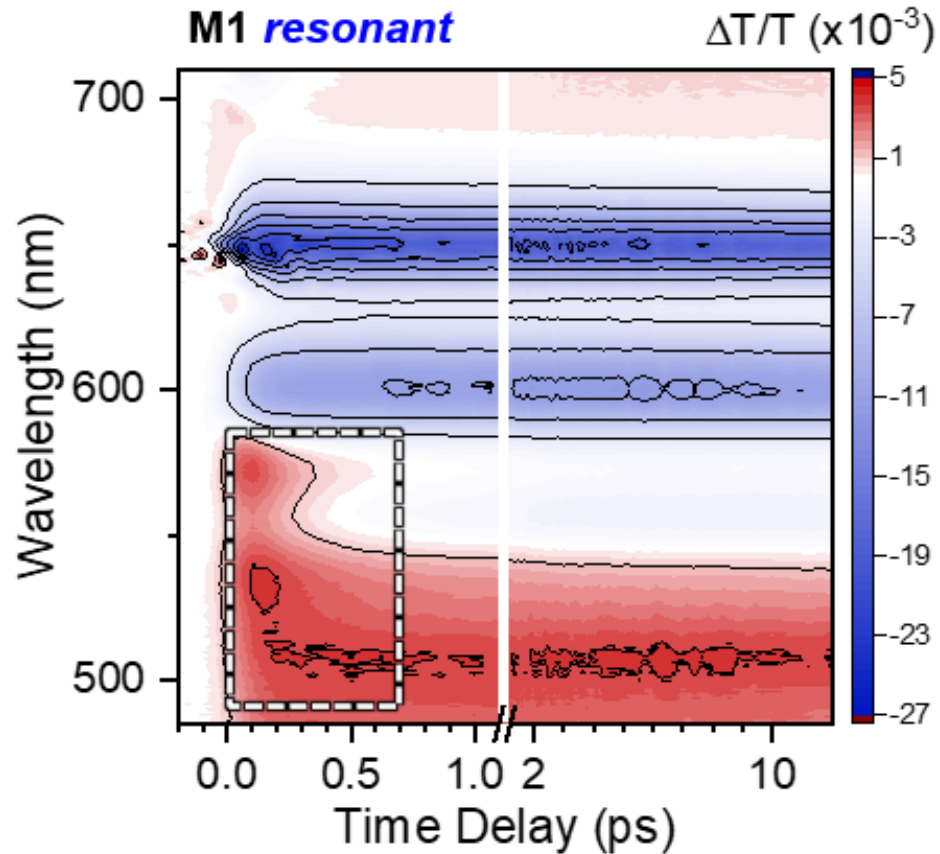 M1 resonant
ΔT/T (x10⁻³)
Wavelength (nm)
700
600
500
0.0 0.5 1.0 2 10
Time Delay (ps)
5
1
-3
-7
-11
-15
-19
-23
-27